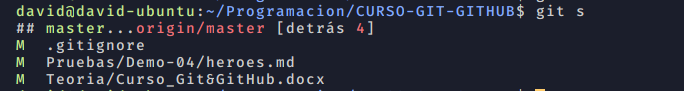 david@david-ubuntu:~/Programacion/CURSO-GIT-GITHUB$ git s
## master...origin/master [detrás 4]
M  .gitignore
M  Pruebas/Demo-04/heroes.md
M  Teoria/Curso_Git&GitHub.docx